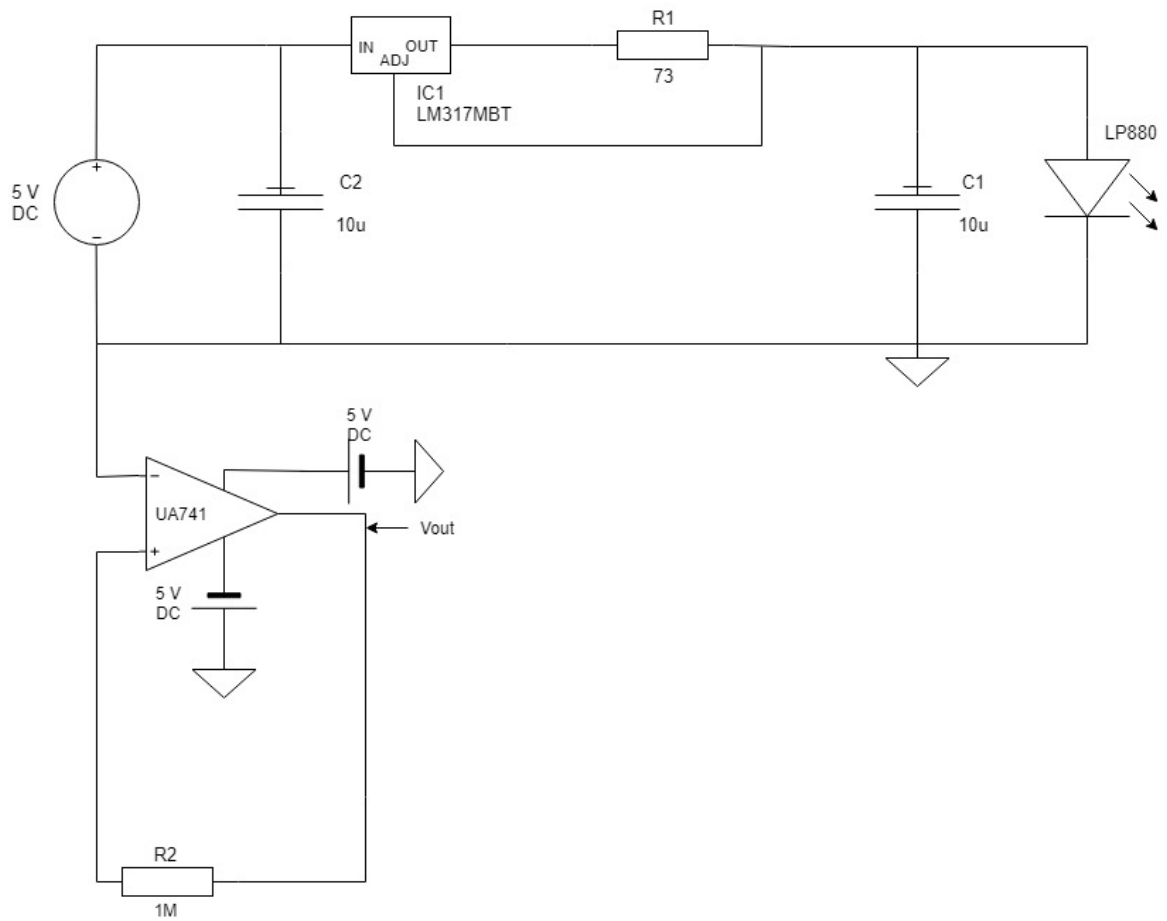 R1
IN
OUT
ADJ
73
IC1
LM317MBT
LP880
+
5 V
DC
−
C2
10u
C1
10u
5 V
DC
−
UA741
+
Vout
5 V
DC
R2
1M